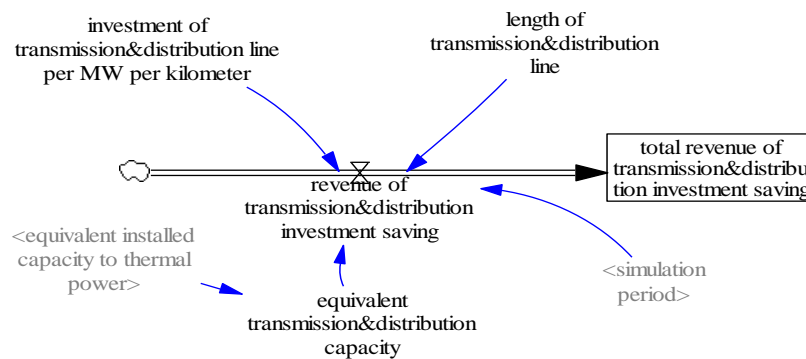 investment of
transmission&distribution line
per MW per kilometer
length of
transmission&distribution
line
total revenue of
transmission&distribu
tion investment saving
revenue of
transmission&distribution
investment saving
<equivalent installed
capacity to thermal
power>
<simulation
period>
equivalent
transmission&distribution
capacity